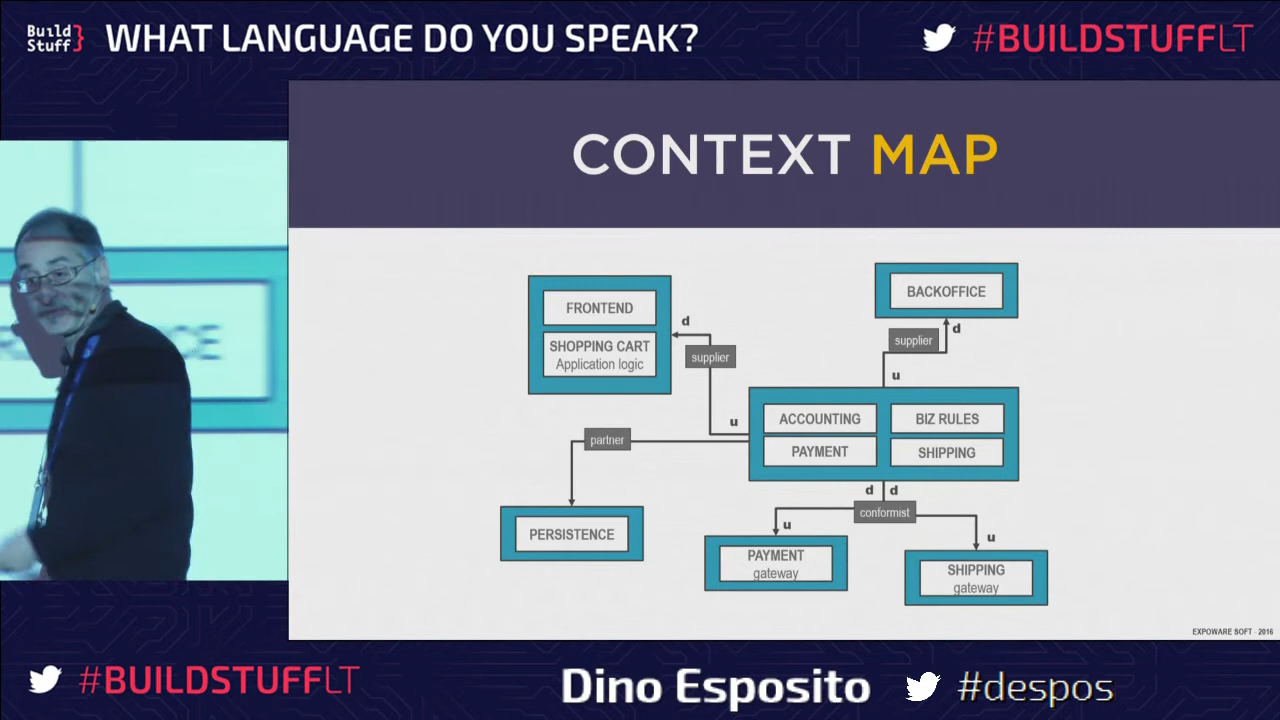 Build Stuff}
WHAT LANGUAGE DO YOU SPEAK?
#BUILDSTUFFLT
CONTEXT MAP
BACKOFFICE
FRONTEND
d
d
SHOPPING CART
Application logic
supplier
supplier
u
u
ACCOUNTING
BIZ RULES
partner
PAYMENT
SHIPPING
d d
conformist
u
u
PERSISTENCE
PAYMENT
gateway
SHIPPING
gateway
EXPOWARE SOFT - 2016
#BUILDSTUFFLT
Dino Esposito
#despos